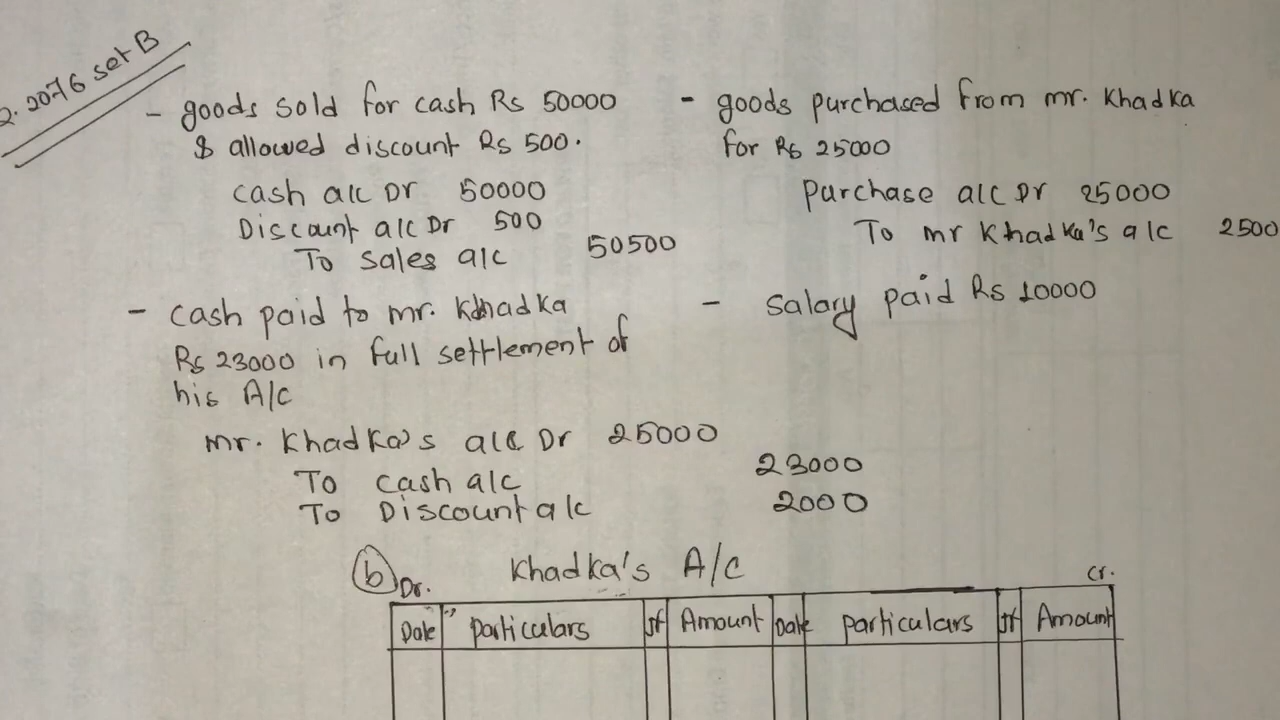 2. 2076 set B
- goods sold for cash Rs 50000
& allowed discount Rs 500.
cash a/c Dr 50000
Discount a/c Dr 500
To sales a/c 50500
- goods purchased from mr. Khadka
for Rs 25000
Purchase a/c Dr 25000
To mr Khadka's a/c 2500
- cash paid to mr. Khadka
Rs 23000 in full settlement of
his A/C
mr. Khadka's a/c Dr 25000
To cash a/c 23000
To Discount a/c 2000
- Salary paid Rs 10000
(b) Dr. Khadka's A/C Cr.
Date Particulars Jf Amount Date Particulars Jf Amount